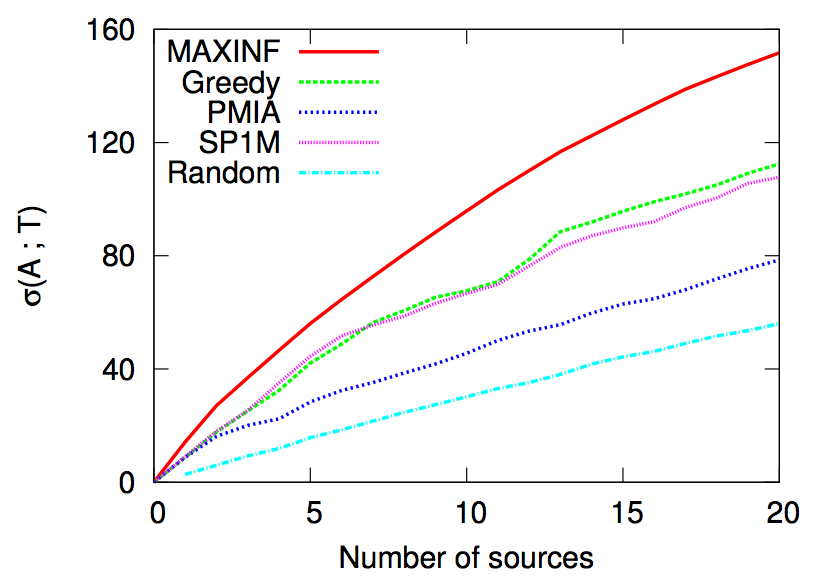 160
120
80
40
0
σ(A ; T)
MAXINF
Greedy
PMIA
SP1M
Random
0 5 10 15 20
Number of sources